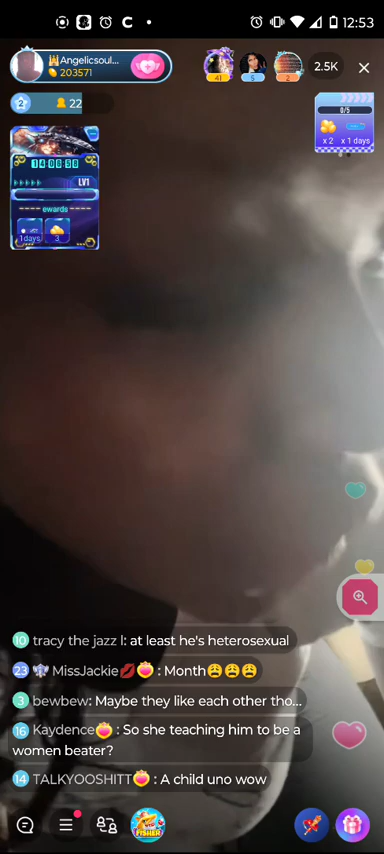 12:53
Angelicsoul...
203571
41
5
2
2.5K
2
22
0/5
x 2 x 1 days
14:08:58
LV1
ewards
1days
3
10 tracy the jazz l: at least he's heterosexual
23 MissJackie💋 : Month😩😩😩
3 bewbew: Maybe they like each other tho...
16 Kaydence : So she teaching him to be a
women beater?
14 TALKYOOSHITT : A child uno wow
FISHER